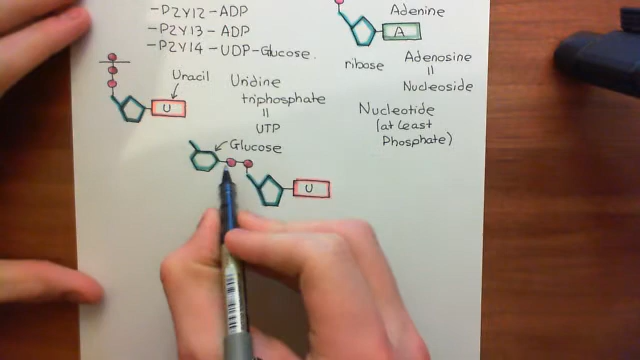 -P2Y12-ADP
-P2Y13-ADP
-P2Y14-UDP-Glucose.
Adenine
A
ribose
Adenosine
=
Nucleoside
Nucleotide
(at least
Phosphate)
Uracil
U
Uridine
triphosphate
=
UTP
Glucose
U